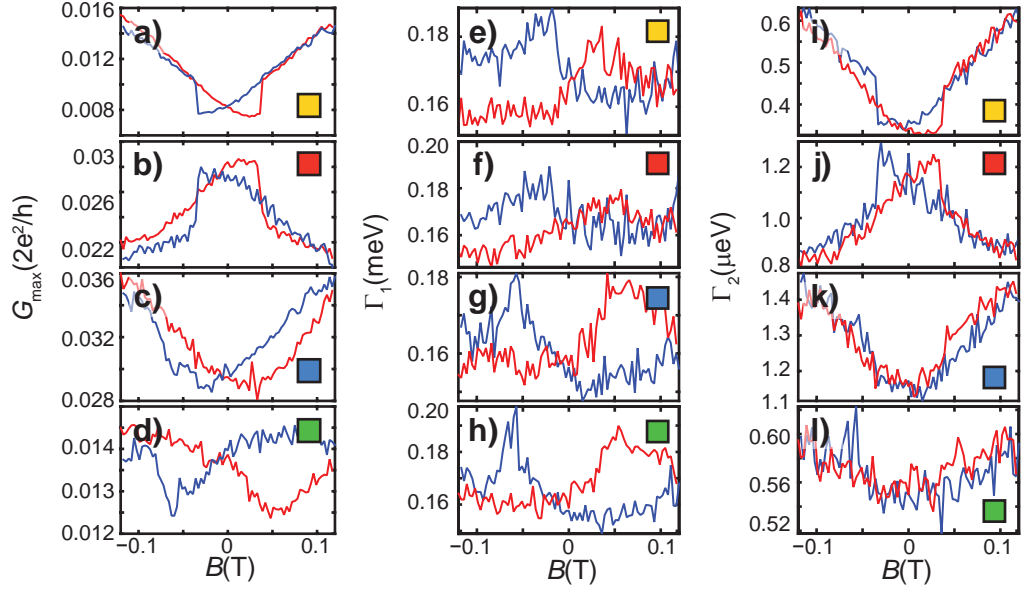 a)
0.016
0.012
0.008
b)
0.03
0.026
0.022
c)
0.036
0.032
0.028
d)
0.014
0.013
0.012
−0.1
0
0.1
B(T)
G_max(2e²/h)
e)
0.18
0.16
f)
0.20
0.18
0.16
g)
0.18
0.16
h)
0.20
0.18
0.16
−0.1
0
0.1
B(T)
Γ₁(meV)
i)
0.6
0.5
0.4
j)
1.2
1.0
0.8
k)
1.4
1.3
1.2
1.1
l)
0.60
0.56
0.52
−0.1
0
0.1
B(T)
Γ₂(µeV)